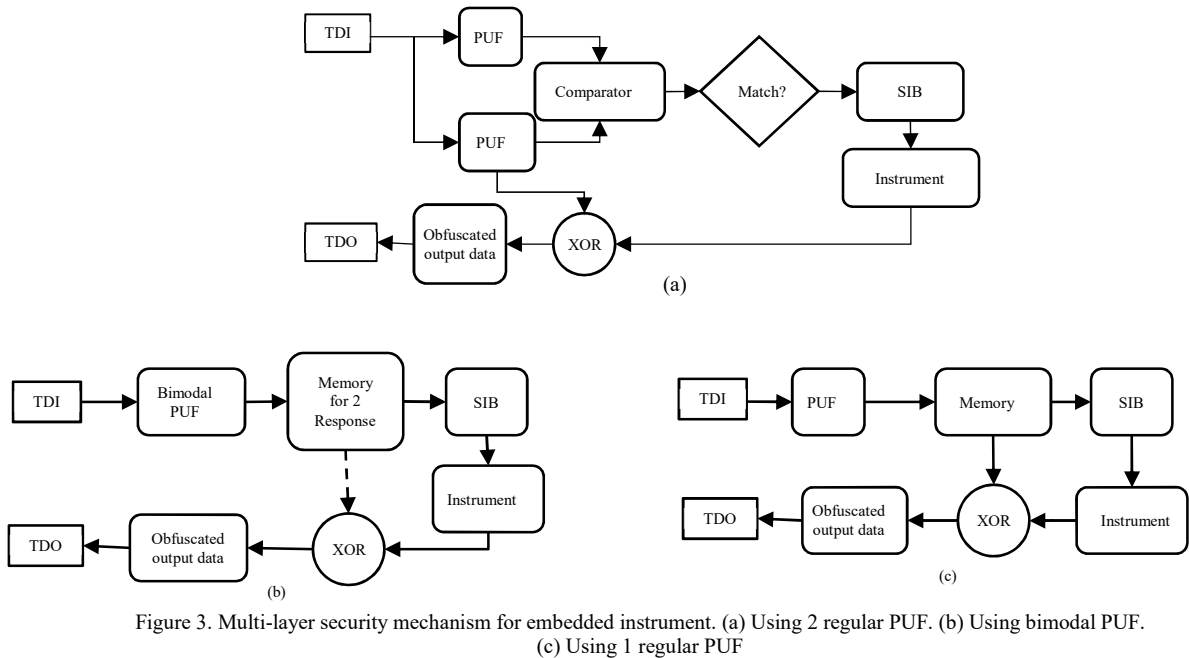 TDI
PUF
Comparator
Match?
SIB
PUF
Instrument
TDO
Obfuscated
output data
XOR
(a)
TDI
Bimodal
PUF
Memory
for 2
Response
SIB
Instrument
TDO
Obfuscated
output data
XOR
(b)
TDI
PUF
Memory
SIB
TDO
Obfuscated
output data
XOR
Instrument
(c)
Figure 3. Multi-layer security mechanism for embedded instrument. (a) Using 2 regular PUF. (b) Using bimodal PUF.
(c) Using 1 regular PUF